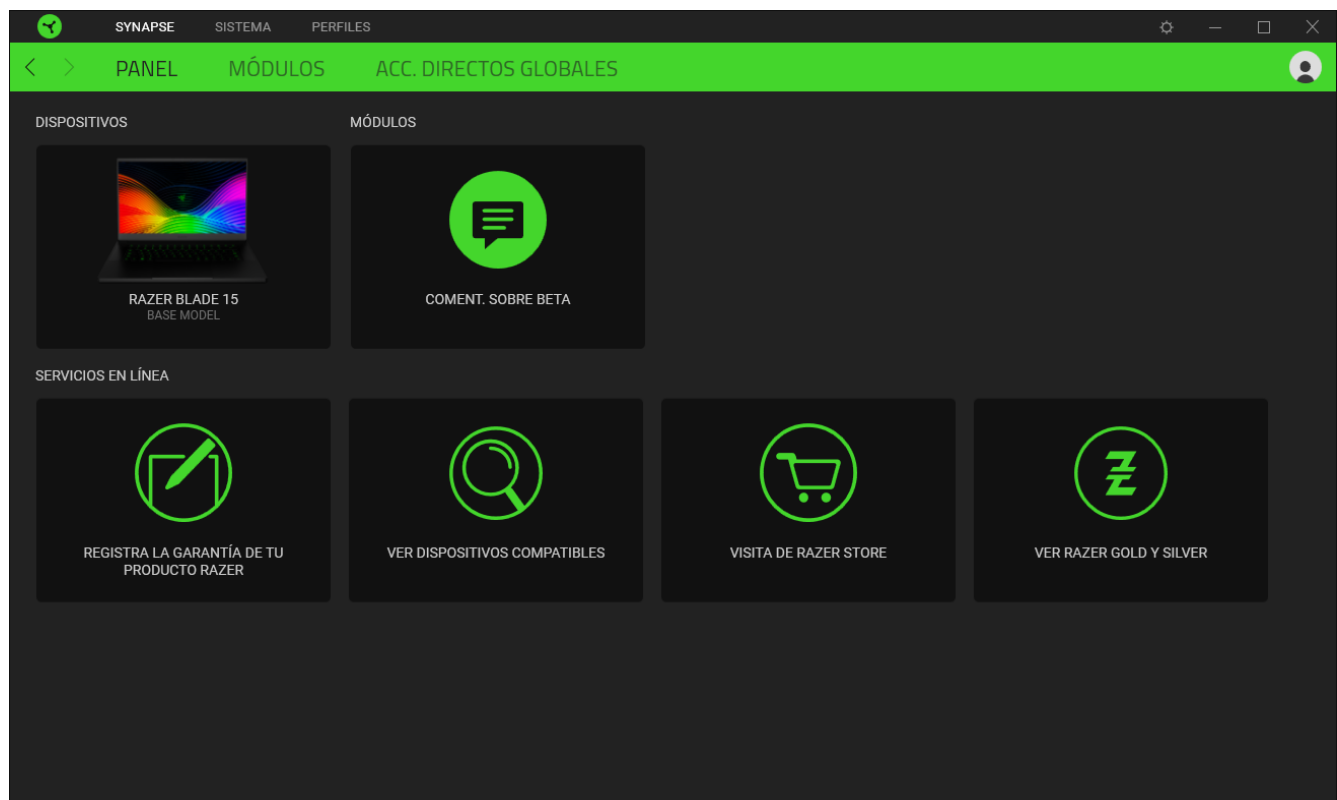 SYNAPSE SISTEMA PERFILES
PANEL MÓDULOS ACC. DIRECTOS GLOBALES
DISPOSITIVOS MÓDULOS
RAZER BLADE 15
BASE MODEL
COMENT. SOBRE BETA
SERVICIOS EN LÍNEA
REGISTRA LA GARANTÍA DE TU
PRODUCTO RAZER
VER DISPOSITIVOS COMPATIBLES
VISITA DE RAZER STORE
VER RAZER GOLD Y SILVER